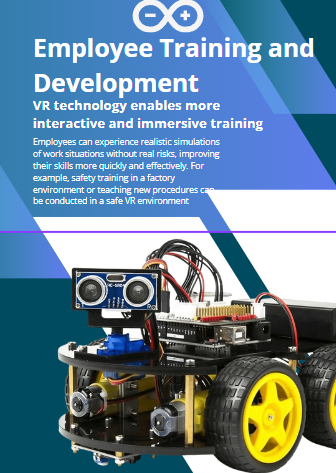 Employee Training and
Development
VR technology enables more
interactive and immersive training
Employees can experience realistic simulations
of work situations without real risks, improving
their skills more quickly and effectively. For
example, safety training in a factory
environment or teaching new procedures can
be conducted in a safe VR environment
HC-SR04